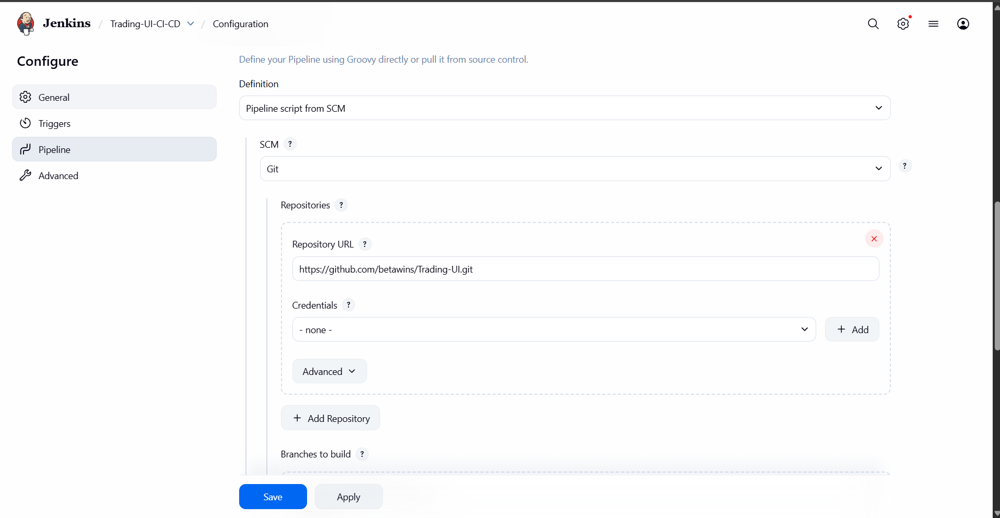 Jenkins / Trading-UI-CI-CD / Configuration
Configure
General
Triggers
Pipeline
Advanced
Define your Pipeline using Groovy directly or pull it from source control.
Definition
Pipeline script from SCM
SCM ?
Git
?
Repositories ?
Repository URL ?
https://github.com/betawins/Trading-UI.git
Credentials ?
- none -
+ Add
Advanced
+ Add Repository
Branches to build ?
Save
Apply